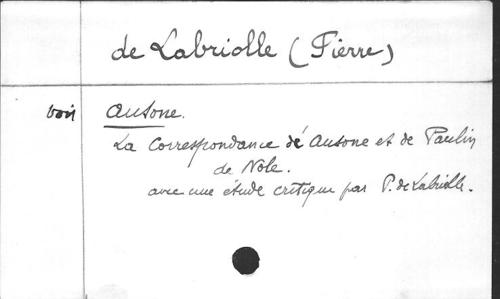 de Labriolle (Pierre)
voir Ausone.
La Correspondance d'Ausone et de Paulin
de Nole.
avec une étude critique par P. de Labriolle.